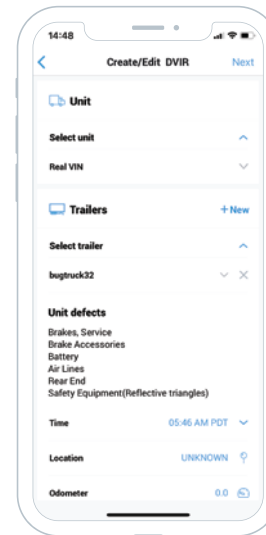 14:48
Create/Edit DVIR Next
Unit
Select unit
Real VIN
Trailers +New
Select trailer
bugtruck32
Unit defects
Brakes, Service
Brake Accessories
Battery
Air Lines
Rear End
Safety Equipment(Reflective triangles)
Time 05:46 AM PDT
Location UNKNOWN
Odometer 0.0